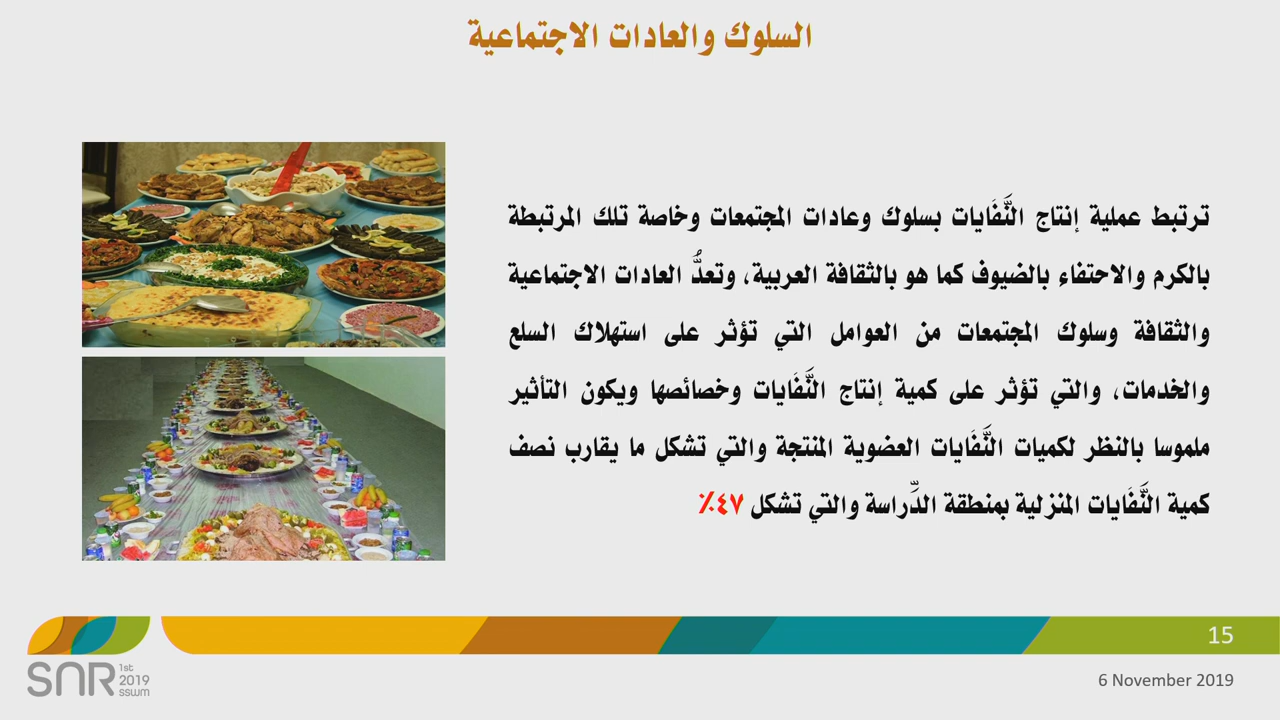 السلوك والعادات الاجتماعية
ترتبط عملية إنتاج النَّفَايات بسلوك وعادات المجتمعات وخاصة تلك المرتبطة
بالكرم والاحتفاء بالضيوف كما هو بالثقافة العربية، وتعدُّ العادات الاجتماعية
والثقافة وسلوك المجتمعات من العوامل التي تؤثر على استهلاك السلع
والخدمات، والتي تؤثر على كمية إنتاج النَّفَايات وخصائصها ويكون التأثير
ملموسا بالنظر لكميات النَّفَايات العضوية المنتجة والتي تشكل ما يقارب نصف
كمية النَّفَايات المنزلية بمنطقة الدِّراسة والتي تشكل ٤٧٪
15
6 November 2019
SNR
1st
2019
sswm